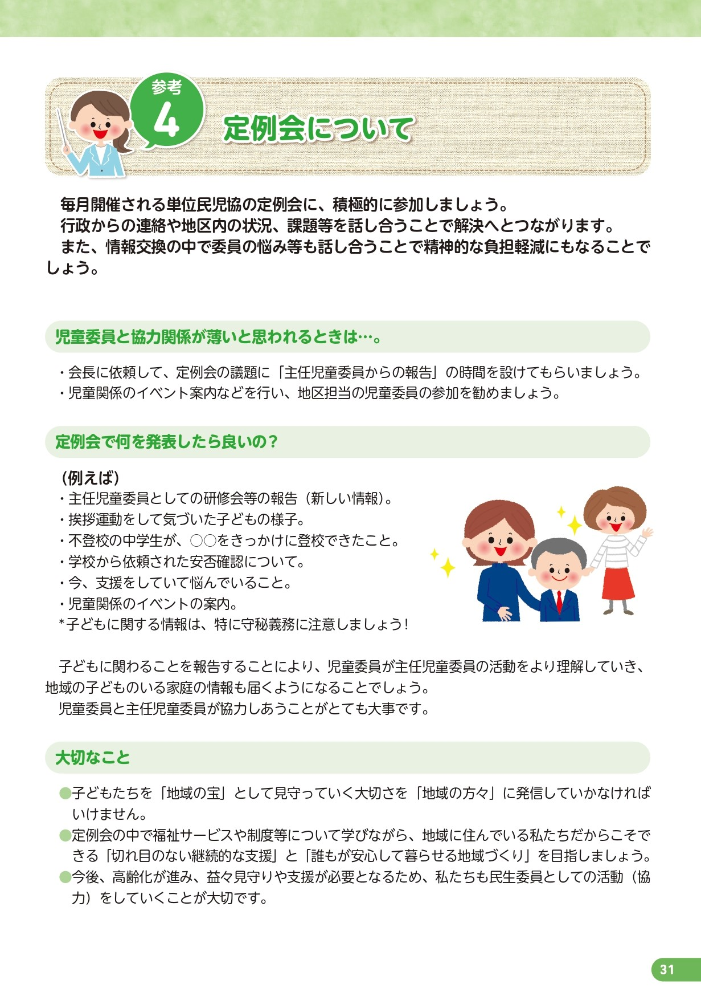 参考
4
定例会について
毎月開催される単位民児協の定例会に、積極的に参加しましょう。
行政からの連絡や地区内の状況、課題等を話し合うことで解決へとつながります。
また、情報交換の中で委員の悩み等も話し合うことで精神的な負担軽減にもなることで
しょう。
児童委員と協力関係が薄いと思われるときは…。
・会長に依頼して、定例会の議題に「主任児童委員からの報告」の時間を設けてもらいましょう。
・児童関係のイベント案内などを行い、地区担当の児童委員の参加を勧めましょう。
定例会で何を発表したら良いの？
（例えば）
・主任児童委員としての研修会等の報告（新しい情報）。
・挨拶運動をして気づいた子どもの様子。
・不登校の中学生が、○○をきっかけに登校できたこと。
・学校から依頼された安否確認について。
・今、支援をしていて悩んでいること。
・児童関係のイベントの案内。
*子どもに関する情報は、特に守秘義務に注意しましょう！
子どもに関わることを報告することにより、児童委員が主任児童委員の活動をより理解していき、
地域の子どものいる家庭の情報も届くようになることでしょう。
児童委員と主任児童委員が協力しあうことがとても大事です。
大切なこと
●子どもたちを「地域の宝」として見守っていく大切さを「地域の方々」に発信していかなければ
いけません。
●定例会の中で福祉サービスや制度等について学びながら、地域に住んでいる私たちだからこそで
きる「切れ目のない継続的な支援」と「誰もが安心して暮らせる地域づくり」を目指しましょう。
●今後、高齢化が進み、益々見守りや支援が必要となるため、私たちも民生委員としての活動（協
力）をしていくことが大切です。
31